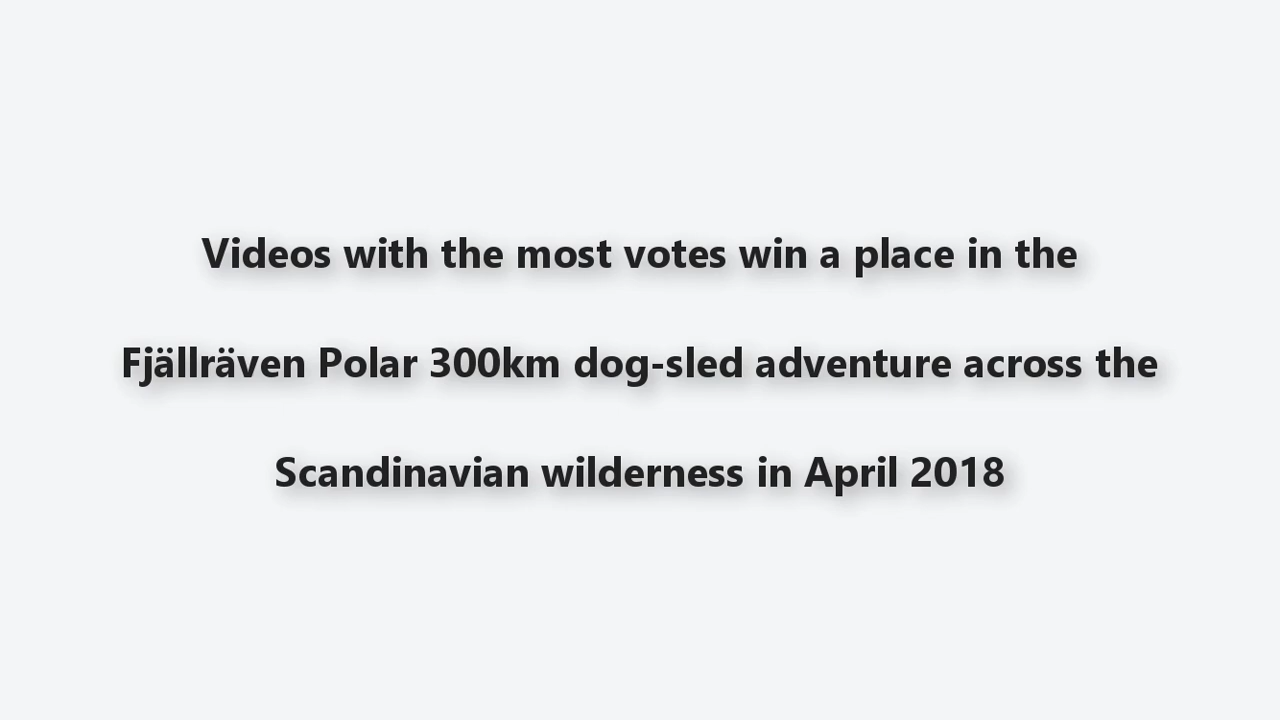 Videos with the most votes win a place in the
Fjällräven Polar 300km dog-sled adventure across the
Scandinavian wilderness in April 2018